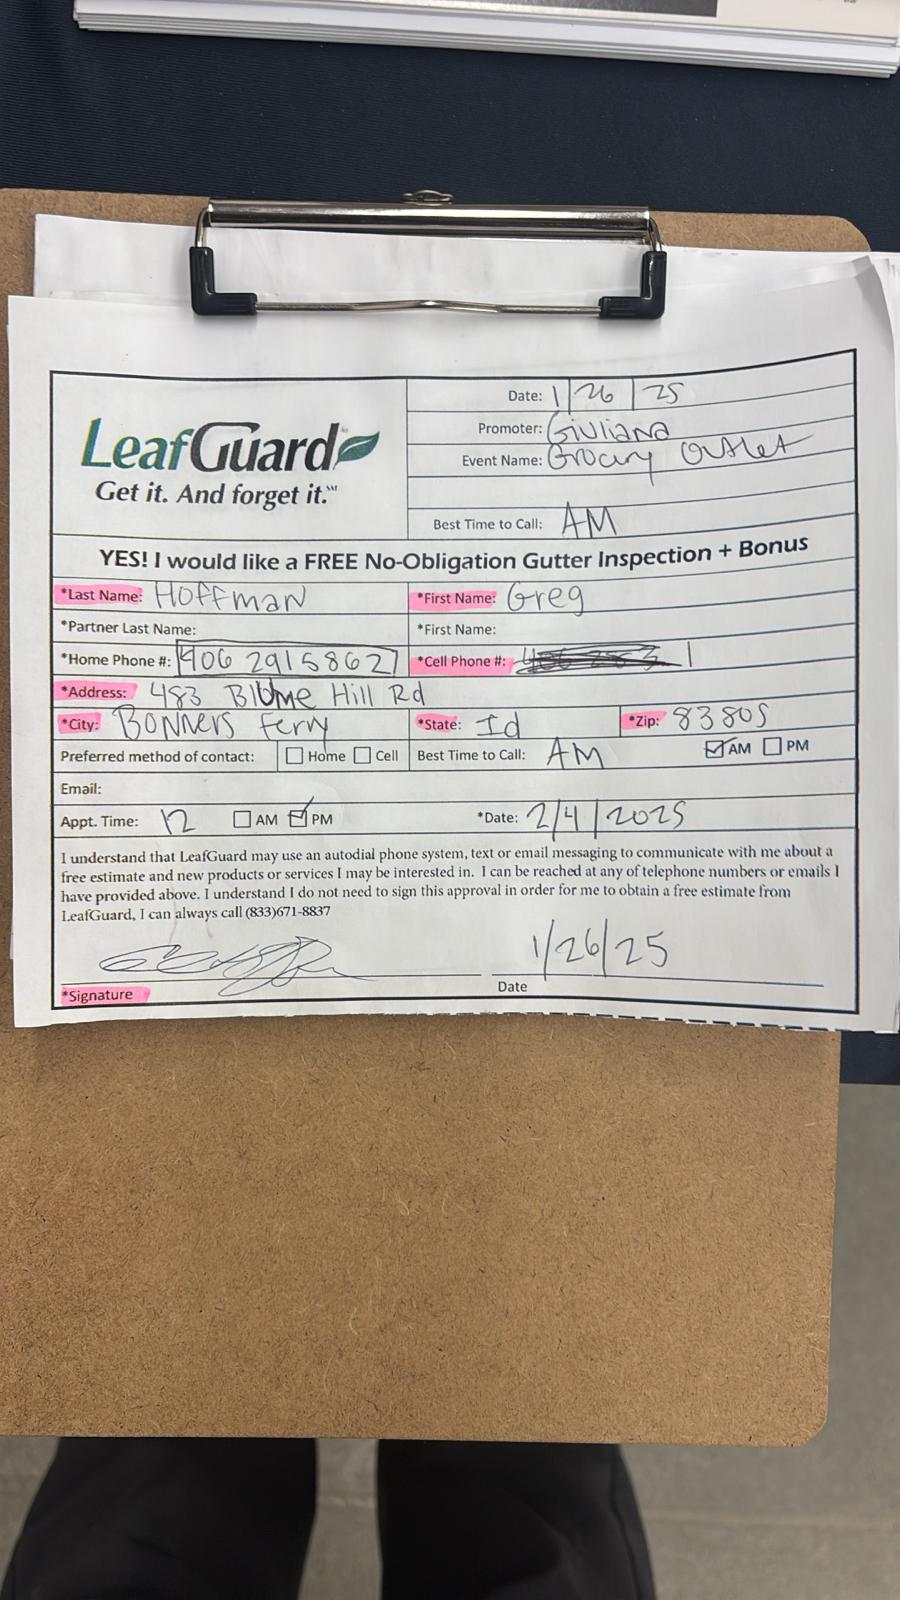 LeafGuard
Get it. And forget it.℠
Date: 1/26/25
Promoter: Giuliana
Event Name: Grocery Outlet
Best Time to Call: AM
YES! I would like a FREE No-Obligation Gutter Inspection + Bonus
*Last Name: Hoffman *First Name: Greg
*Partner Last Name: *First Name:
*Home Phone #: 406 2915862 *Cell Phone #:
*Address: 483 Blume Hill Rd
*City: Bonners Ferry *State: Id *Zip: 83805
Preferred method of contact: ☐ Home ☐ Cell Best Time to Call: AM ☑ AM ☐ PM
Email:
Appt. Time: 12 ☐ AM ☑ PM *Date: 2/4/2025
I understand that LeafGuard may use an autodial phone system, text or email messaging to communicate with me about a
free estimate and new products or services I may be interested in. I can be reached at any of telephone numbers or emails I
have provided above. I understand I do not need to sign this approval in order for me to obtain a free estimate from
LeafGuard, I can always call (833)671-8837
1/26/25
*Signature Date